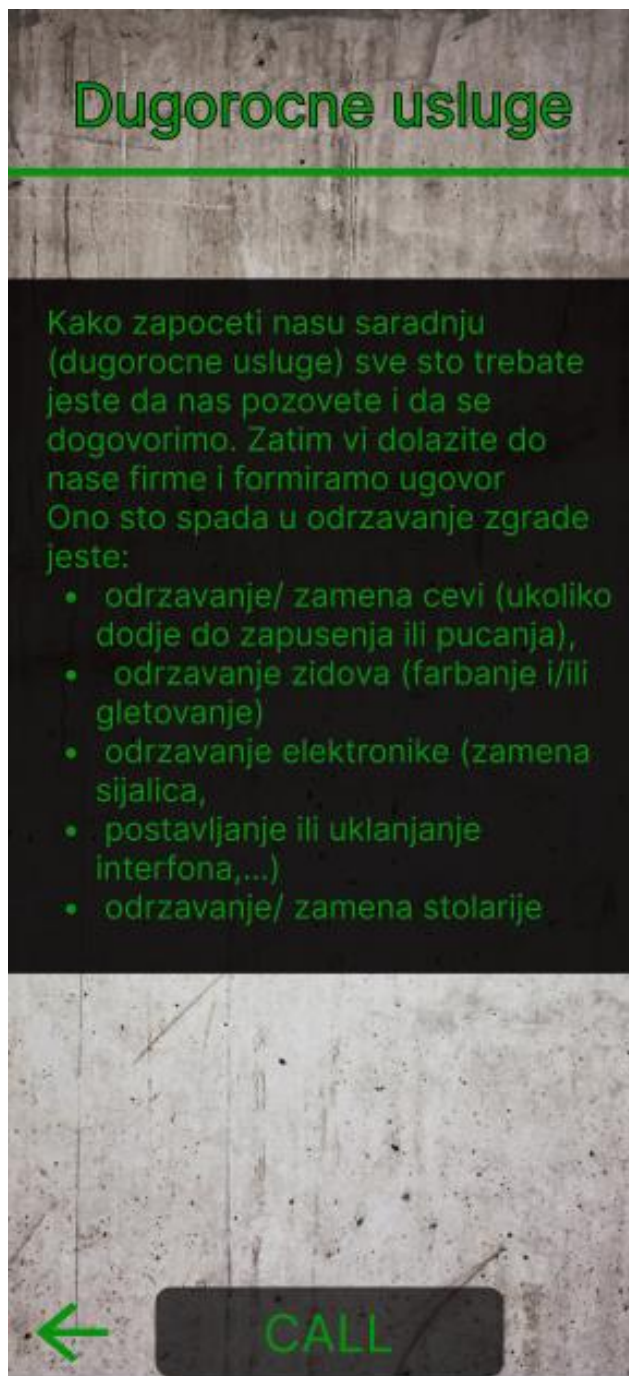 Dugorocne usluge
Kako zapoceti nasu saradnju
(dugorocne usluge) sve sto trebate
jeste da nas pozovete i da se
dogovorimo. Zatim vi dolazite do
nase firme i formiramo ugovor
Ono sto spada u odrzavanje zgrade
jeste:
• odrzavanje/ zamena cevi (ukoliko
dodje do zapusenja ili pucanja),
• odrzavanje zidova (farbanje i/ili
gletovanje)
• odrzavanje elektronike (zamena
sijalica,
• postavljanje ili uklanjanje
interfona,...)
• odrzavanje/ zamena stolarije
CALL